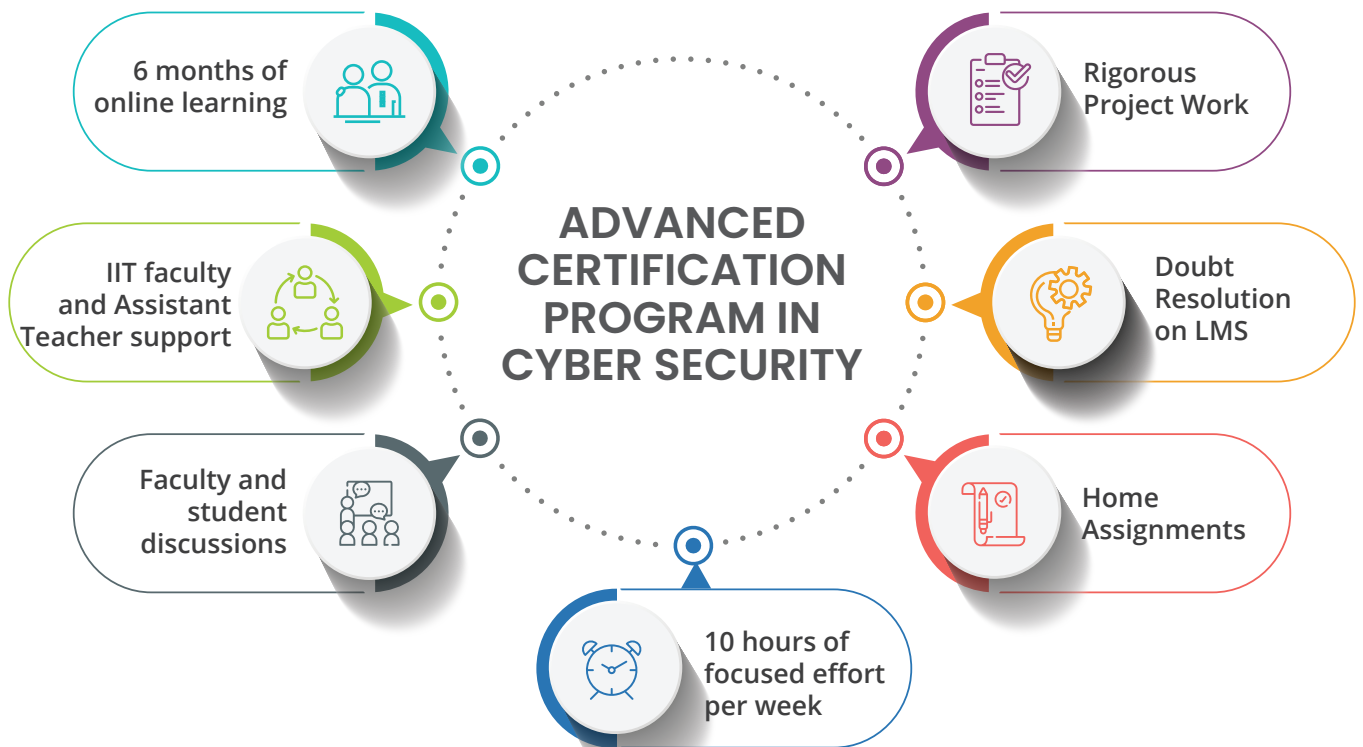 6 months of
online learning
Rigorous
Project Work
ADVANCED
CERTIFICATION
PROGRAM IN
CYBER SECURITY
IIT faculty
and Assistant
Teacher support
Doubt
Resolution
on LMS
Faculty and
student
discussions
Home
Assignments
10 hours of
focused effort
per week